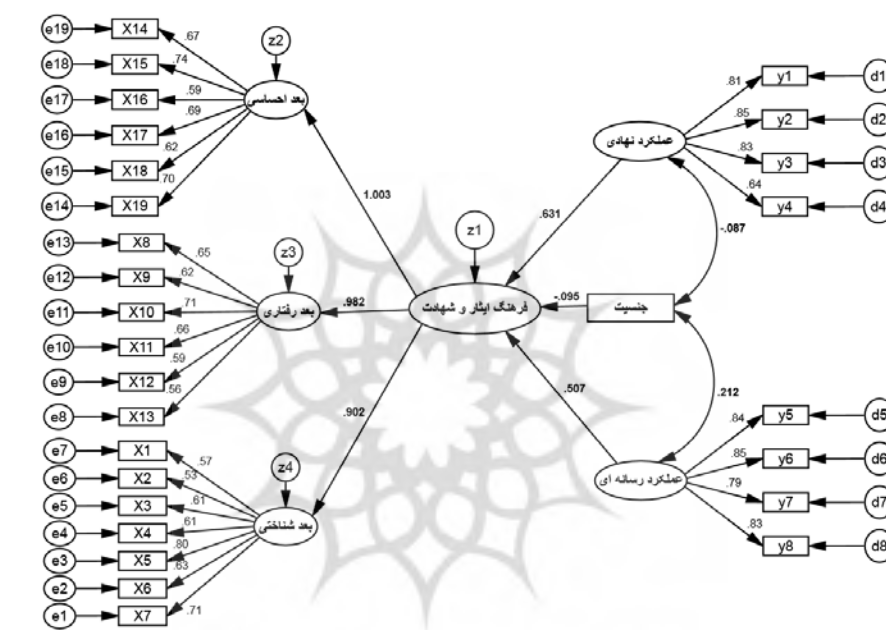 e19 X14 .67
e18 X15 .74
e17 X16 .59
e16 X17 .69
e15 X18 .62
e14 X19 .70
z2
بعد احساسی
1.003
e13 X8 .65
e12 X9 .62
e11 X10 .71
e10 X11 .66
e9 X12 .59
e8 X13 .56
z3
بعد رفتاری
.982
e7 X1 .57
e6 X2 .53
e5 X3 .61
e4 X4 .61
e3 X5 .80
e2 X6 .63
e1 X7 .71
z4
بعد شناختی
.902
z1
فرهنگ ایثار و شهادت
.631
-.095
.507
عملکرد نهادی
.81 y1 d1
.85 y2 d2
.83 y3 d3
.64 y4 d4
-.087
جنسیت
.212
عملکرد رسانه ای
.84 y5 d5
.85 y6 d6
.79 y7 d7
.83 y8 d8